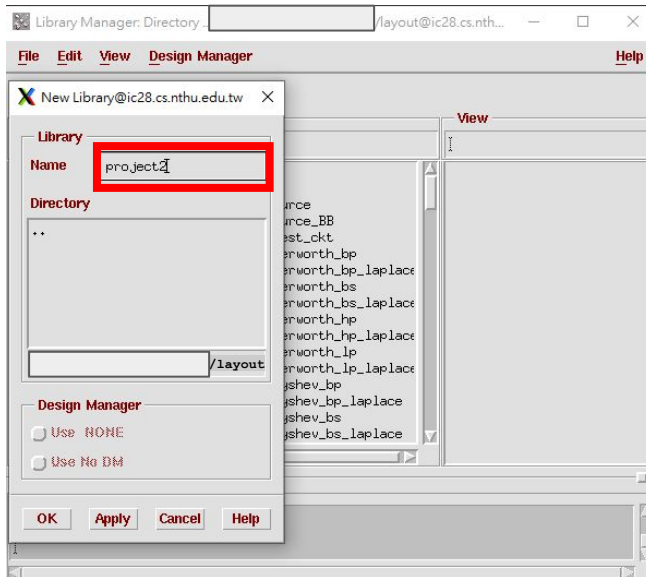 Library Manager: Directory ..
/layout@ic28.cs.nth...
File Edit View Design Manager Help
New Library@ic28.cs.nthu.edu.tw
Library
Name project2
Directory
..
/layout
Design Manager
Use NONE
Use No DM
OK Apply Cancel Help
View
urce
urce_BB
est_ckt
erworth_bp
erworth_bp_laplace
erworth_bs
erworth_bs_laplace
erworth_hp
erworth_hp_laplace
erworth_lp
erworth_lp_laplace
yshev_bp
yshev_bp_laplace
yshev_bs
yshev_bs_laplace